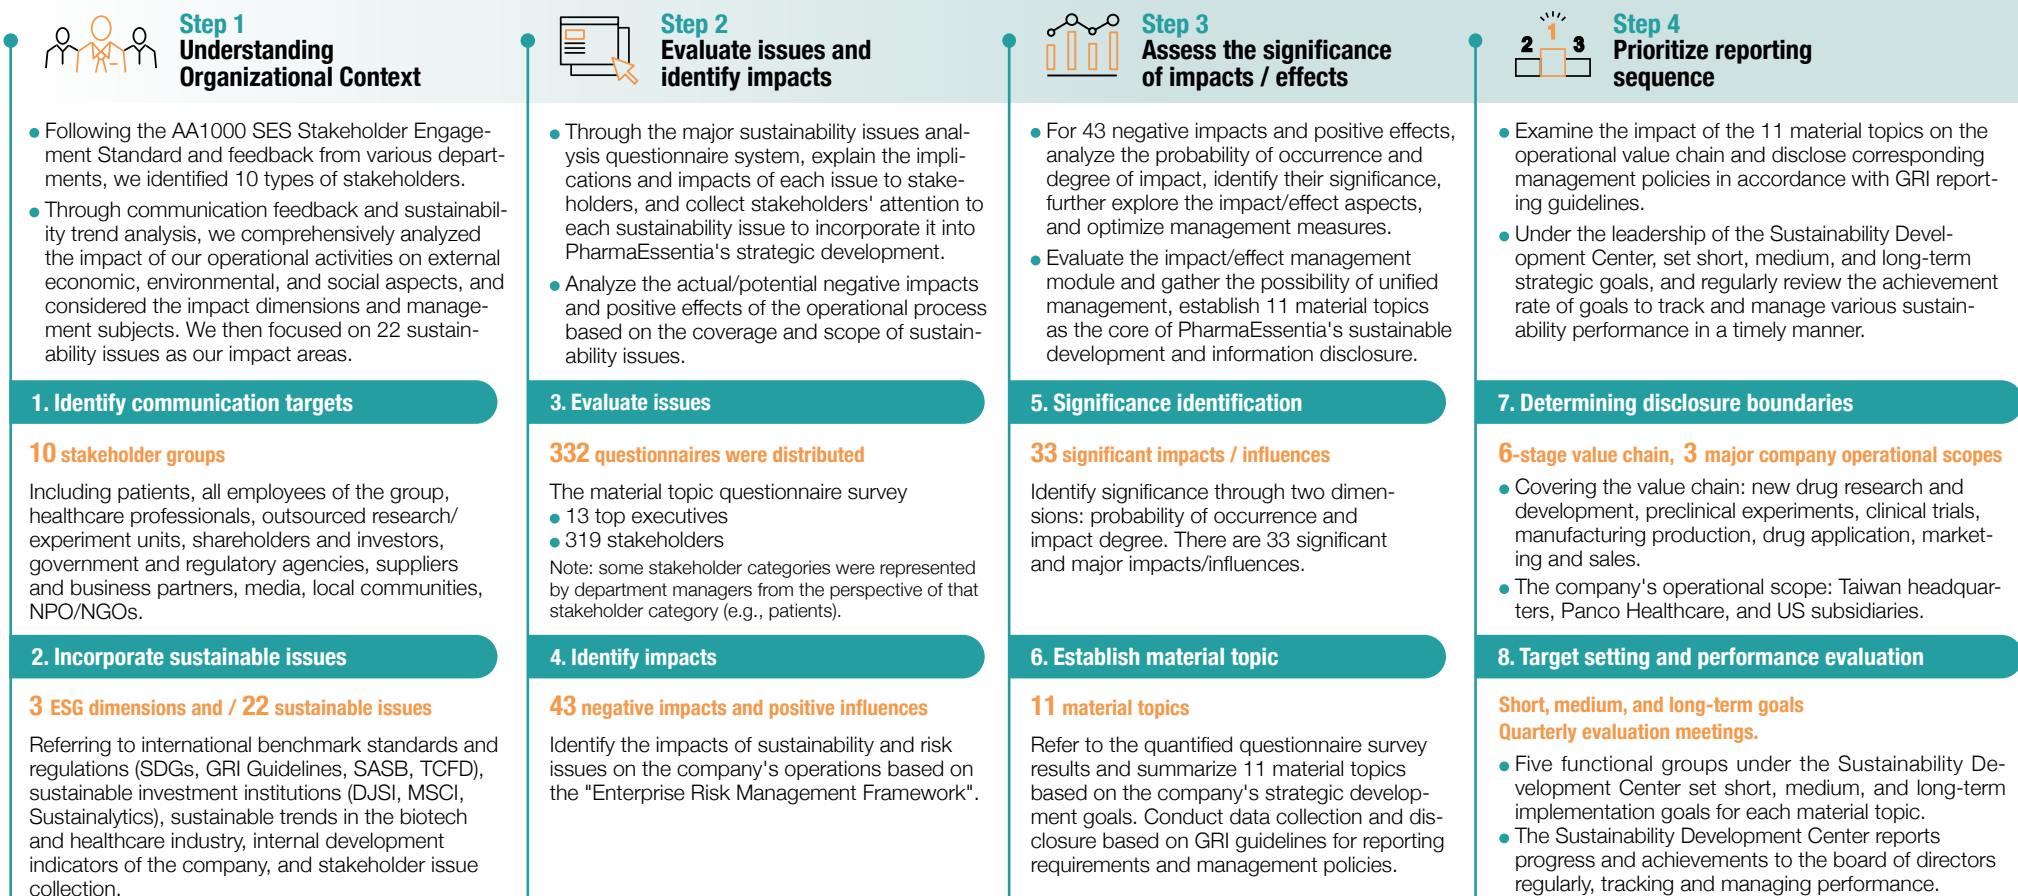 Step 1
Understanding
Organizational Context
Following the AA1000 SES Stakeholder Engage-
ment Standard and feedback from various depart-
ments, we identified 10 types of stakeholders.
Through communication feedback and sustainabil-
ity trend analysis, we comprehensively analyzed
the impact of our operational activities on external
economic, environmental, and social aspects, and
considered the impact dimensions and manage-
ment subjects. We then focused on 22 sustain-
ability issues as our impact areas.
1. Identify communication targets
10 stakeholder groups
Including patients, all employees of the group,
healthcare professionals, outsourced research/
experiment units, shareholders and investors,
government and regulatory agencies, suppliers
and business partners, media, local communities,
NPO/NGOs.
2. Incorporate sustainable issues
3 ESG dimensions and / 22 sustainable issues
Referring to international benchmark standards and
regulations (SDGs, GRI Guidelines, SASB, TCFD),
sustainable investment institutions (DJSI, MSCI,
Sustainalytics), sustainable trends in the biotech
and healthcare industry, internal development
indicators of the company, and stakeholder issue
collection.
Step 2
Evaluate issues and
identify impacts
Through the major sustainability issues anal-
ysis questionnaire system, explain the impli-
cations and impacts of each issue to stake-
holders, and collect stakeholders' attention to
each sustainability issue to incorporate it into
PharmaEssentia's strategic development.
Analyze the actual/potential negative impacts
and positive effects of the operational process
based on the coverage and scope of sustain-
ability issues.
3. Evaluate issues
332 questionnaires were distributed
The material topic questionnaire survey
13 top executives
319 stakeholders
Note: some stakeholder categories were represented
by department managers from the perspective of that
stakeholder category (e.g., patients).
4. Identify impacts
43 negative impacts and positive influences
Identify the impacts of sustainability and risk
issues on the company's operations based on
the "Enterprise Risk Management Framework".
Step 3
Assess the significance
of impacts / effects
For 43 negative impacts and positive effects,
analyze the probability of occurrence and
degree of impact, identify their significance,
further explore the impact/effect aspects,
and optimize management measures.
Evaluate the impact/effect management
module and gather the possibility of unified
management, establish 11 material topics
as the core of PharmaEssentia's sustainable
development and information disclosure.
5. Significance identification
33 significant impacts / influences
Identify significance through two dimen-
sions: probability of occurrence and
impact degree. There are 33 significant
and major impacts/influences.
6. Establish material topic
11 material topics
Refer to the quantified questionnaire survey
results and summarize 11 material topics
based on the company's strategic develop-
ment goals. Conduct data collection and dis-
closure based on GRI guidelines for reporting
requirements and management policies.
1
2 3
Step 4
Prioritize reporting
sequence
Examine the impact of the 11 material topics on the
operational value chain and disclose corresponding
management policies in accordance with GRI report-
ing guidelines.
Under the leadership of the Sustainability Devel-
opment Center, set short, medium, and long-term
strategic goals, and regularly review the achievement
rate of goals to track and manage various sustain-
ability performance in a timely manner.
7. Determining disclosure boundaries
6-stage value chain, 3 major company operational scopes
Covering the value chain: new drug research and
development, preclinical experiments, clinical trials,
manufacturing production, drug application, market-
ing and sales.
The company's operational scope: Taiwan headquar-
ters, Panco Healthcare, and US subsidiaries.
8. Target setting and performance evaluation
Short, medium, and long-term goals
Quarterly evaluation meetings.
Five functional groups under the Sustainability De-
velopment Center set short, medium, and long-term
implementation goals for each material topic.
The Sustainability Development Center reports
progress and achievements to the board of directors
regularly, tracking and managing performance.